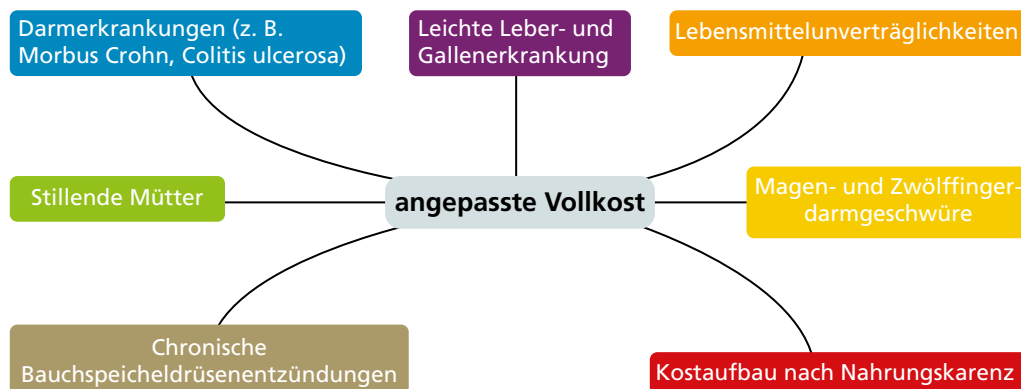 Darmerkrankungen (z. B.
Morbus Crohn, Colitis ulcerosa)
Leichte Leber- und
Gallenerkrankung
Lebensmittelunverträglichkeiten
Stillende Mütter
angepasste Vollkost
Magen- und Zwölffinger-
darmgeschwüre
Chronische
Bauchspeicheldrüsenentzündungen
Kostaufbau nach Nahrungskarenz